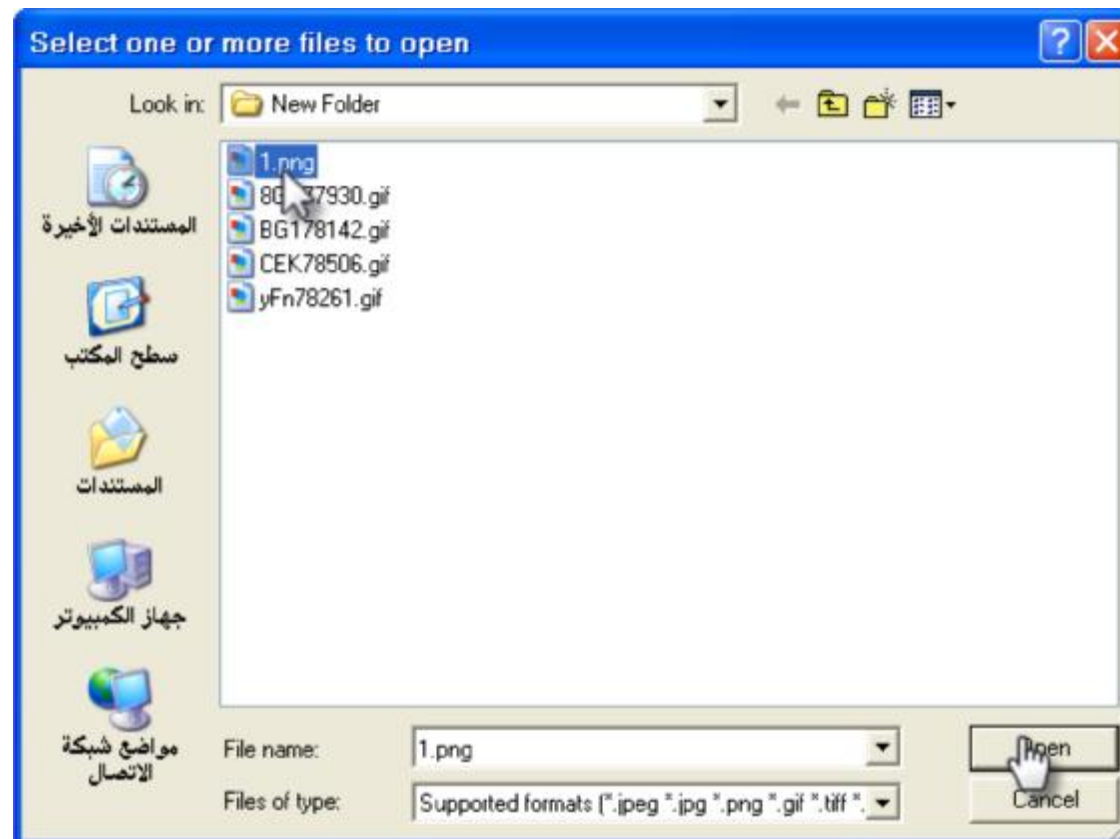 Select one or more files to open
Look in:
New Folder
1.png
BG178142.gif
CEK78506.gif
yFn78261.gif
المستندات الأخيرة
سطح المكتب
المستندات
جهاز الكمبيوتر
مواضع شبكة
الاتصال
File name:
1.png
Open
Files of type:
Supported formats (*.jpeg *.jpg *.png *.gif *.tiff *.
Cancel